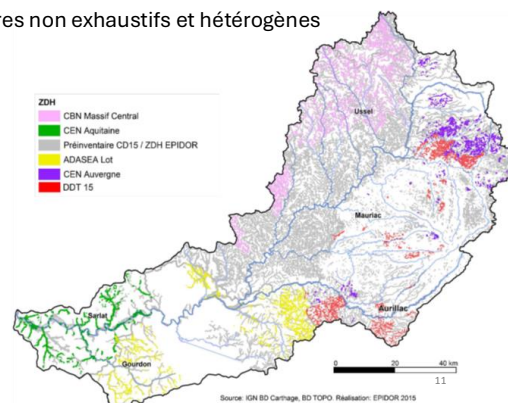 res non exhaustifs et hétérogènes
ZDH
CBN Massif Central
CEN Aquitaine
Préinventaire CD15 / ZDH EPIDOR
ADASEA Lot
CEN Auvergne
DDT 15
Ussel
Mauriac
Aurillac
Sarlat
Gourdon
0 20 40 km
11
Source: IGN BD Carthage, BD TOPO. Réalisation: EPIDOR 2015